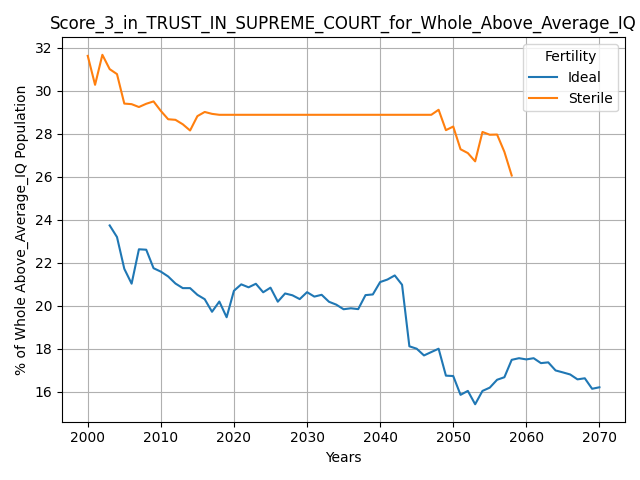 Score_3_in_TRUST_IN_SUPREME_COURT_for_Whole_Above_Average_IQ
Fertility
Ideal
Sterile
% of Whole Above_Average_IQ Population
32
30
28
26
24
22
20
18
16
2000
2010
2020
2030
2040
2050
2060
2070
Years